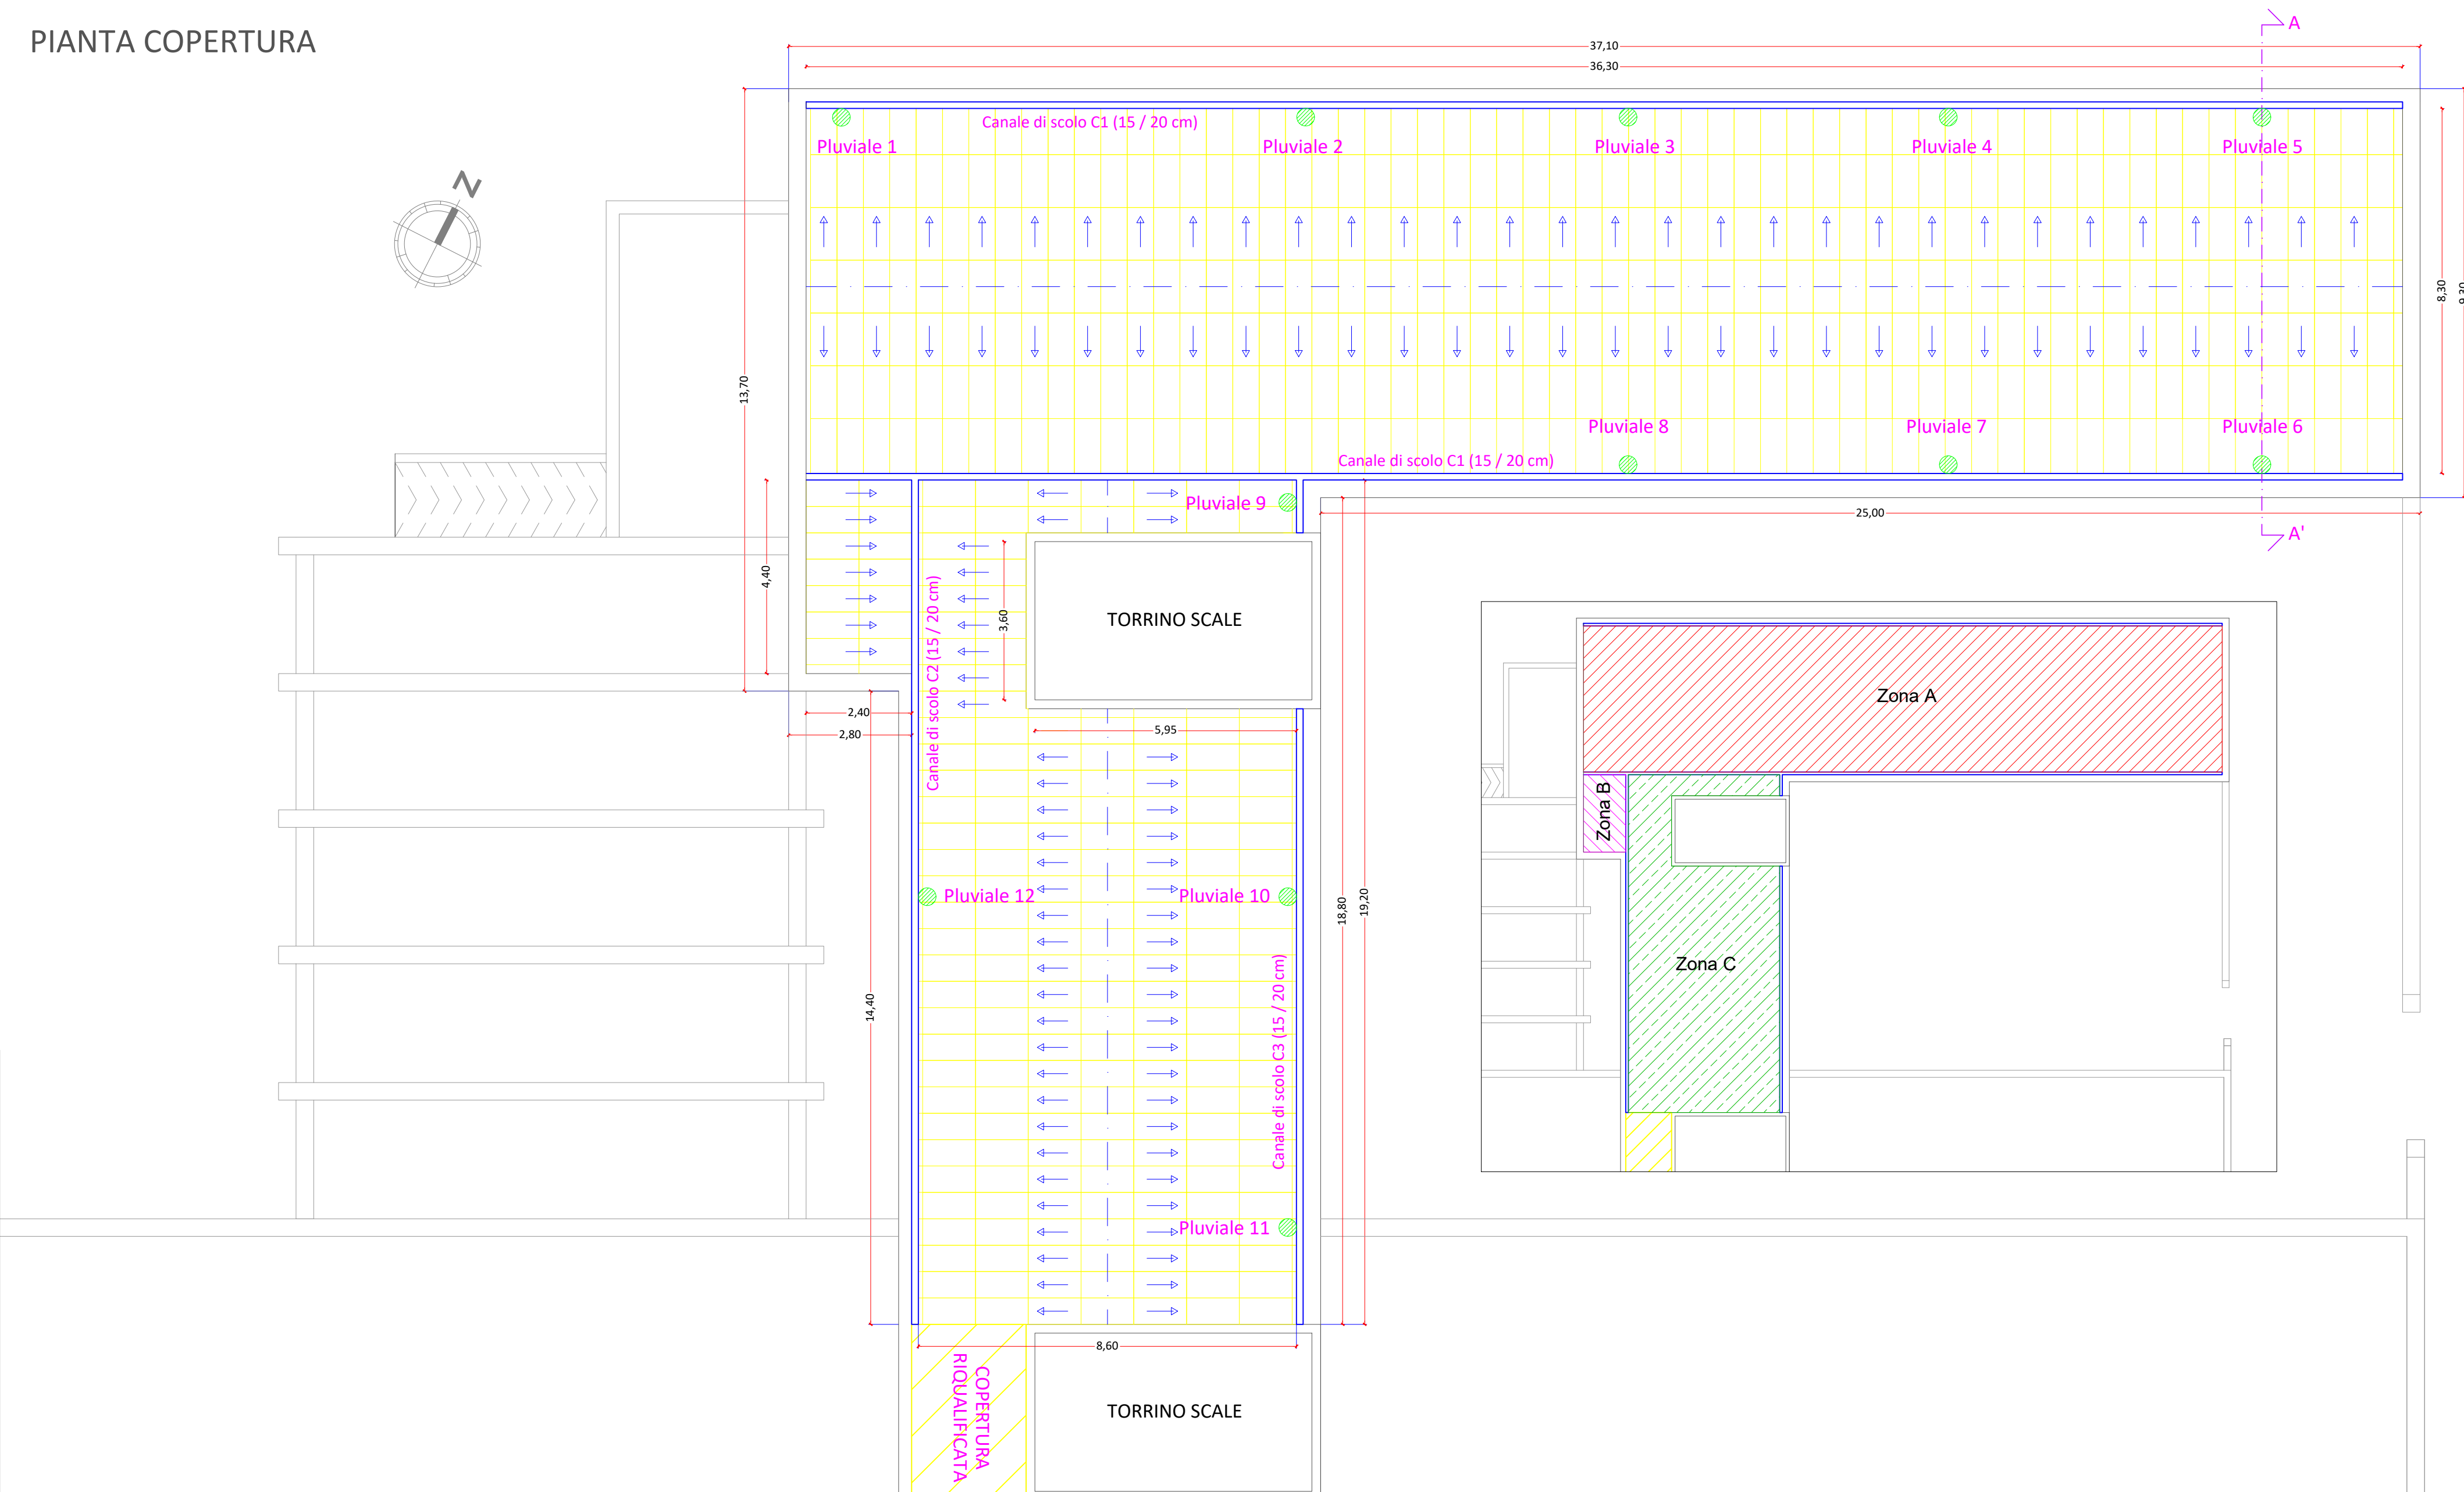 PIANTA COPERTURA
A
37,10
36,30
Canale di scolo C1 (15 / 20 cm)
Pluviale 1
Pluviale 2
Pluviale 3
Pluviale 4
Pluviale 5
N
8,30
9,30
13,70
Pluviale 8
Pluviale 7
Pluviale 6
Canale di scolo C1 (15 / 20 cm)
Pluviale 9
25,00
A'
4,40
Canale di scolo C2 (15 / 20 cm)
3,60
TORRINO SCALE
2,40
2,80
5,95
Zona A
Zona B
Zona C
Pluviale 12
Pluviale 10
18,80
19,20
14,40
Canale di scolo C3 (15 / 20 cm)
Pluviale 11
8,60
COPERTURA
RIQUALIFICATA
TORRINO SCALE